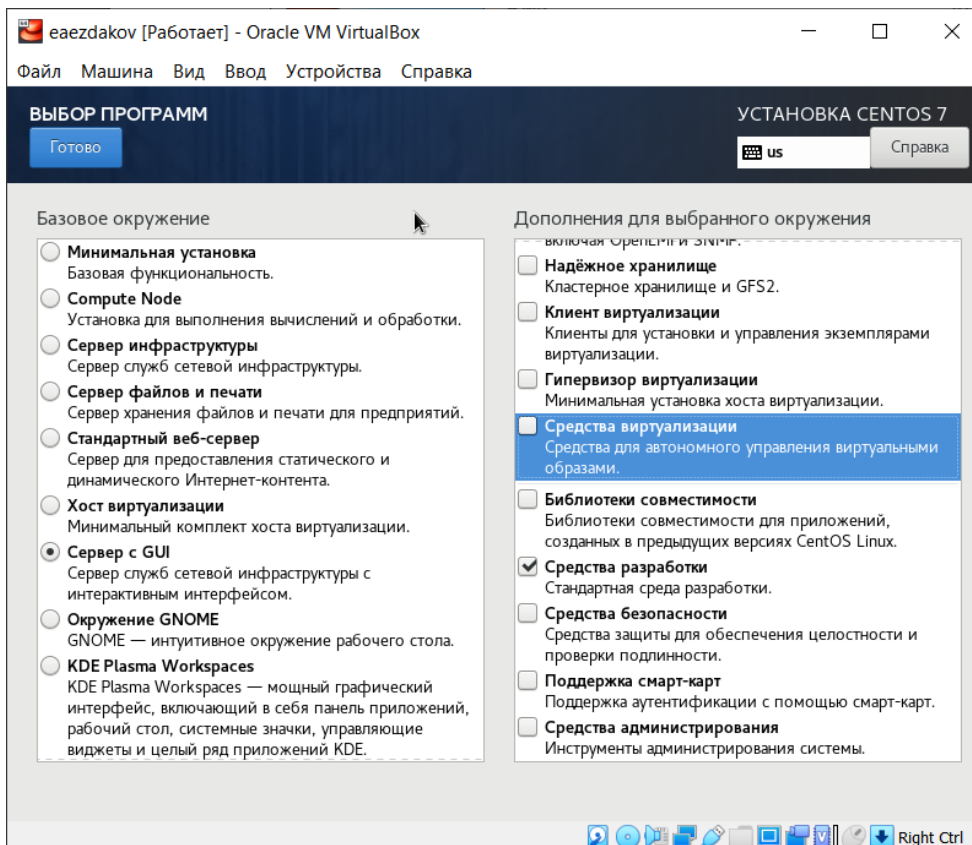 eaezdakov [Работает] - Oracle VM VirtualBox
Файл Машина Вид Ввод Устройства Справка
ВЫБОР ПРОГРАММ
Готово
УСТАНОВКА CENTOS 7
us
Справка
Базовое окружение
Минимальная установка
Базовая функциональность.
Compute Node
Установка для выполнения вычислений и обработки.
Сервер инфраструктуры
Сервер служб сетевой инфраструктуры.
Сервер файлов и печати
Сервер хранения файлов и печати для предприятий.
Стандартный веб-сервер
Сервер для предоставления статического и
динамического Интернет-контента.
Хост виртуализации
Минимальный комплект хоста виртуализации.
Сервер с GUI
Сервер служб сетевой инфраструктуры с
интерактивным интерфейсом.
Окружение GNOME
GNOME — интуитивное окружение рабочего стола.
KDE Plasma Workspaces
KDE Plasma Workspaces — мощный графический
интерфейс, включающий в себя панель приложений,
рабочий стол, системные значки, управляющие
виджеты и целый ряд приложений KDE.
Дополнения для выбранного окружения
включая OpenLMI и SNMP.
Надёжное хранилище
Кластерное хранилище и GFS2.
Клиент виртуализации
Клиенты для установки и управления экземплярами
виртуализации.
Гипервизор виртуализации
Минимальная установка хоста виртуализации.
Средства виртуализации
Средства для автономного управления виртуальными
образами.
Библиотеки совместимости
Библиотеки совместимости для приложений,
созданных в предыдущих версиях CentOS Linux.
Средства разработки
Стандартная среда разработки.
Средства безопасности
Средства защиты для обеспечения целостности и
проверки подлинности.
Поддержка смарт-карт
Поддержка аутентификации с помощью смарт-карт.
Средства администрирования
Инструменты администрирования системы.
Right Ctrl